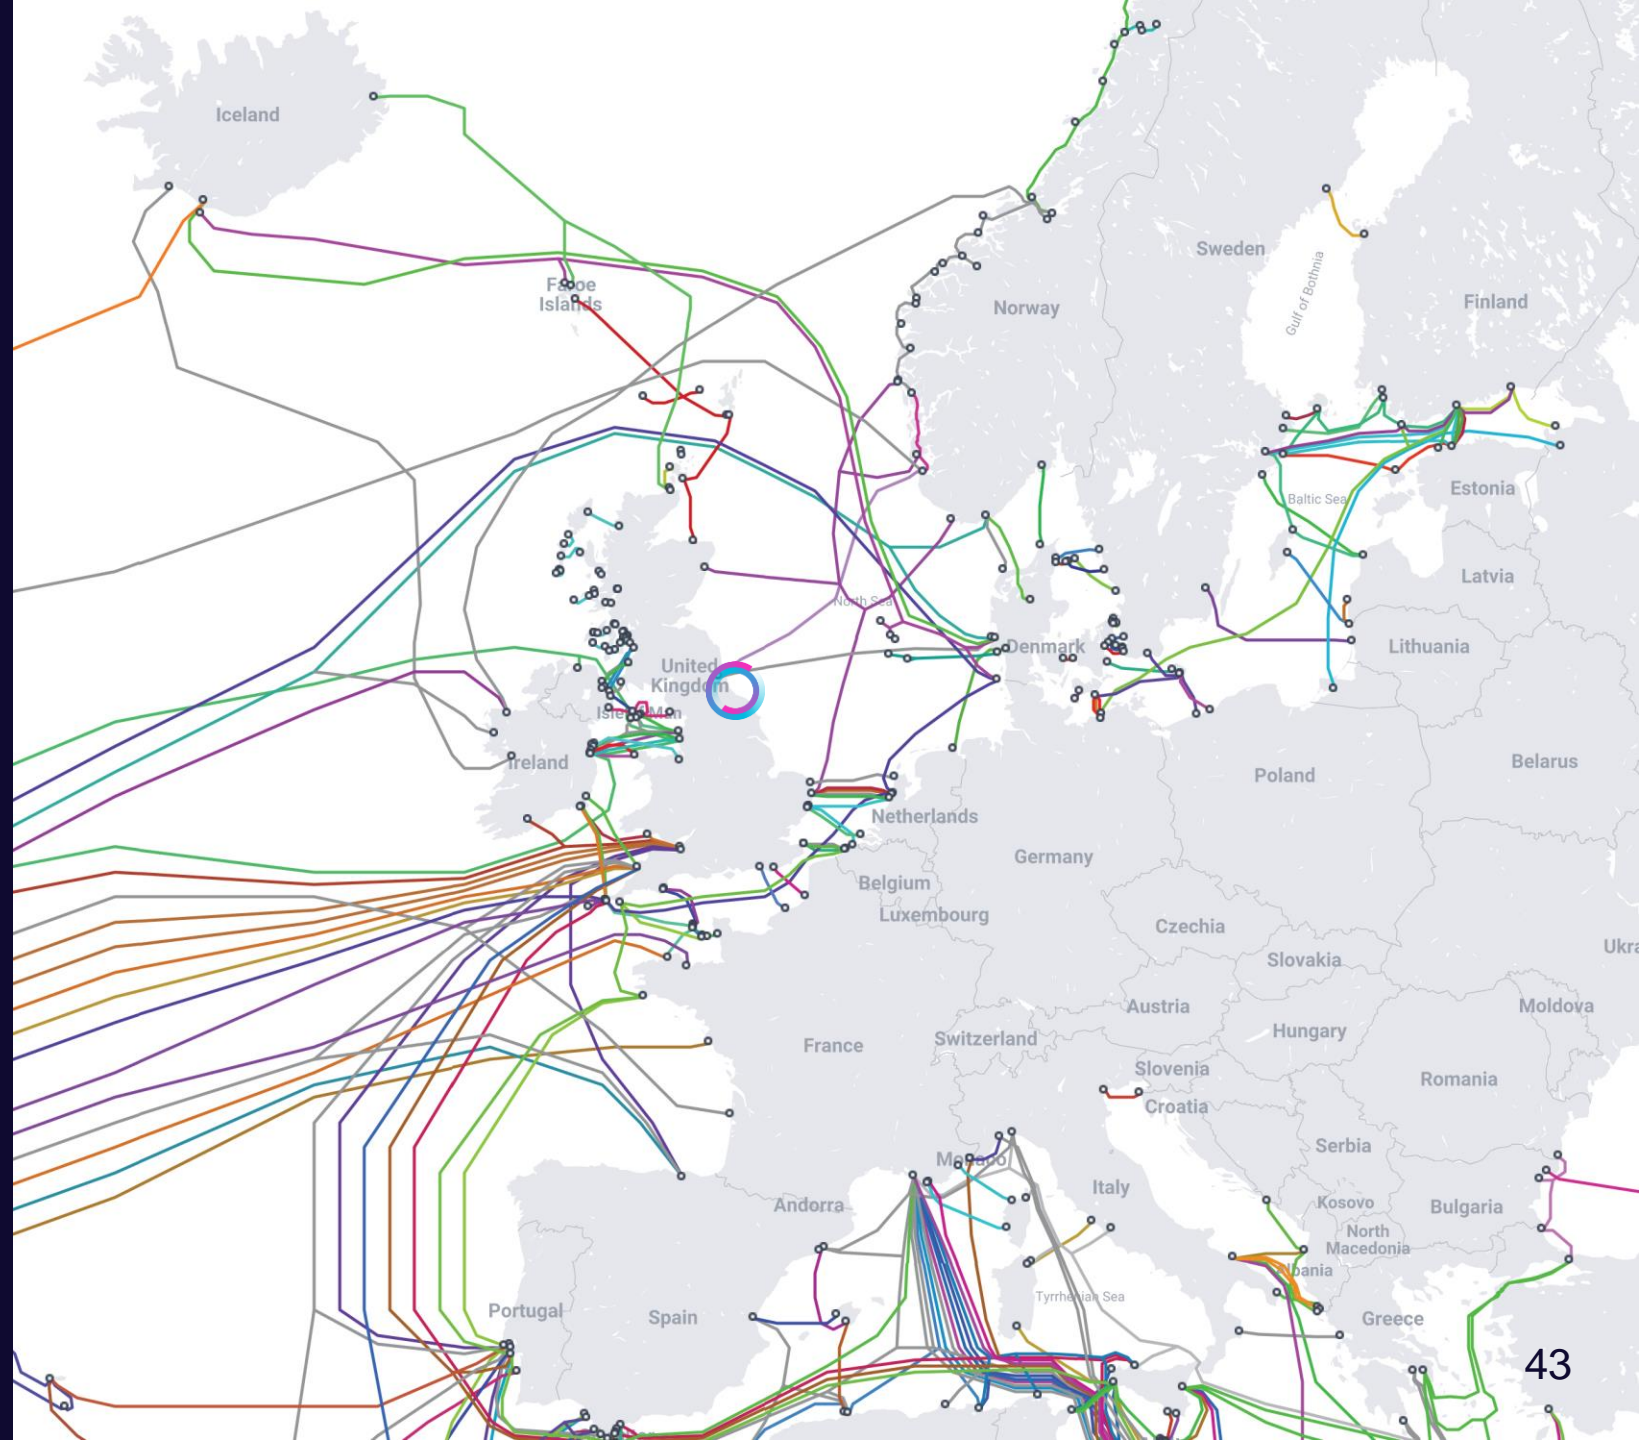 Iceland
Faroe
Islands
Norway
Sweden
Gulf of Bothnia
Finland
Baltic Sea
Estonia
Latvia
Lithuania
North Sea
Denmark
United
Kingdom
Isle of Man
Ireland
Netherlands
Poland
Belarus
Germany
Belgium
Luxembourg
Czechia
Slovakia
Ukra
Austria
Moldova
Hungary
France
Switzerland
Slovenia
Croatia
Romania
Serbia
Monaco
Italy
Andorra
Kosovo
Bulgaria
North
Macedonia
Albania
Tyrrhenian Sea
Portugal
Spain
Greece
43